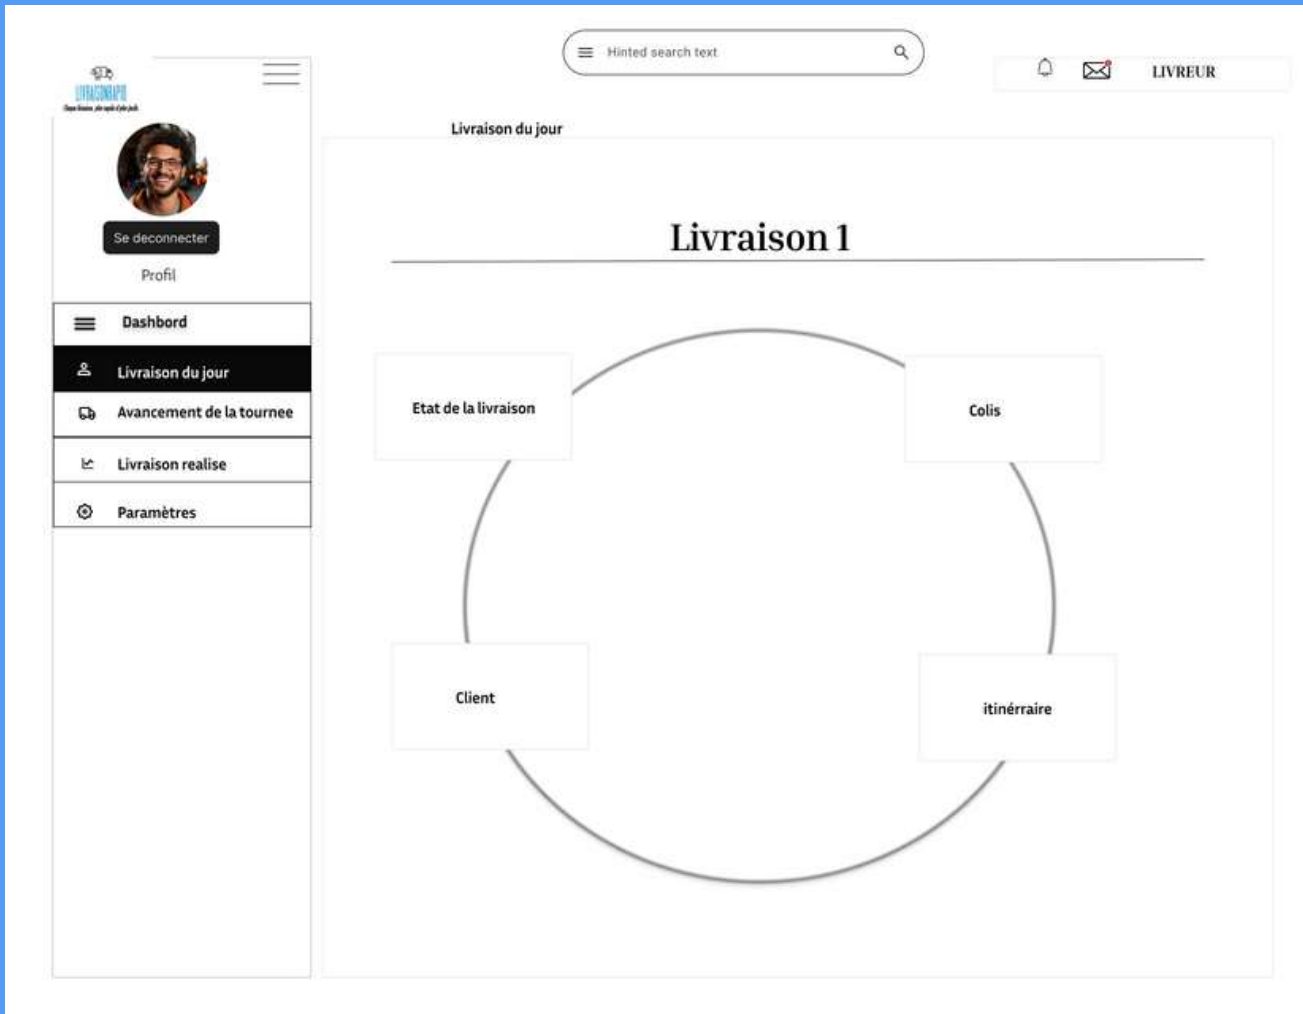 Hinted search text
LIVREUR
LIVRAISONRAPID
Livraison du jour
Se deconnecter
Profil
Dashbord
Livraison du jour
Avancement de la tournee
Livraison realise
Paramètres
Livraison 1
Etat de la livraison
Colis
Client
itinérraire